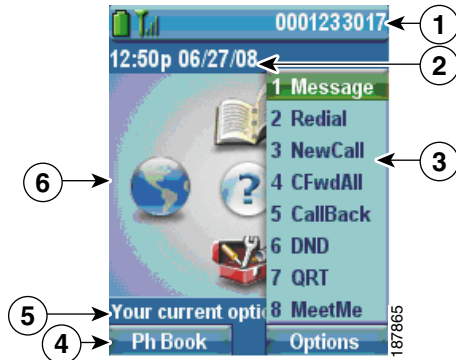 0001233017
1
12:50p 06/27/08
2
1 Message
2 Redial
3 NewCall
3
4 CFwdAll
6
5 CallBack
?
6 DND
7 QRT
8 MeetMe
5
Your current optic
4
Ph Book
Options
187865